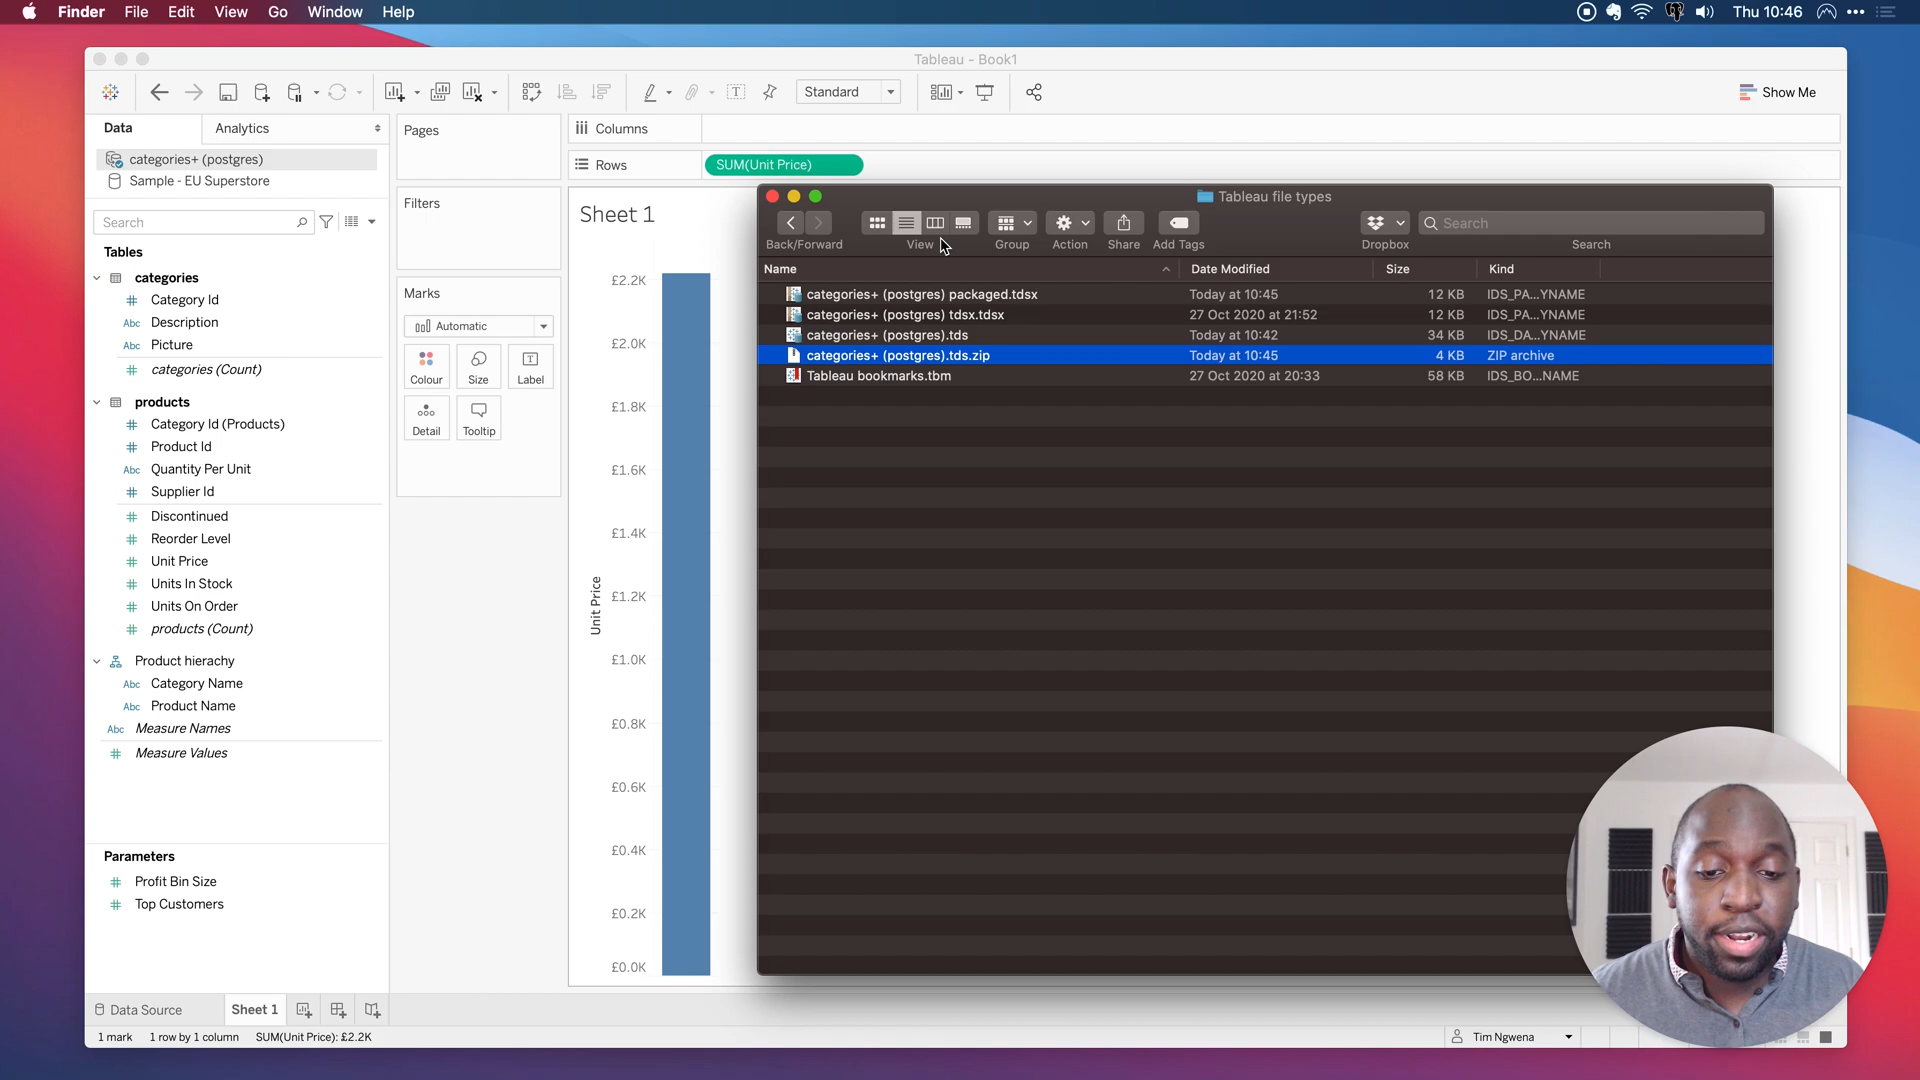 Finder File Edit View Go Window Help
Thu 10:46
Tableau - Book1
Standard
Show Me
Data
Analytics
categories+ (postgres)
Sample - EU Superstore
Search
Tables
categories
# Category Id
Abc Description
Abc Picture
# categories (Count)
products
# Category Id (Products)
# Product Id
Abc Quantity Per Unit
# Supplier Id
# Discontinued
# Reorder Level
# Unit Price
# Units In Stock
# Units On Order
# products (Count)
Product hierachy
Abc Category Name
Abc Product Name
Abc Measure Names
# Measure Values
Parameters
# Profit Bin Size
# Top Customers
Pages
Filters
Marks
Automatic
Colour
Size
Label
Detail
Tooltip
Columns
Rows
SUM(Unit Price)
Sheet 1
Unit Price
£2.2K
£2.0K
£1.8K
£1.6K
£1.4K
£1.2K
£1.0K
£0.8K
£0.6K
£0.4K
£0.2K
£0.0K
Tableau file types
Search
Back/Forward
View
Group
Action
Share
Add Tags
Dropbox
Search
Name Date Modified Size Kind
categories+ (postgres) packaged.tdsx Today at 10:45 12 KB IDS_PA...YNAME
categories+ (postgres) tdsx.tdsx 27 Oct 2020 at 21:52 12 KB IDS_PA...YNAME
categories+ (postgres).tds Today at 10:42 34 KB IDS_DA...YNAME
categories+ (postgres).tds.zip Today at 10:45 4 KB ZIP archive
Tableau bookmarks.tbm 27 Oct 2020 at 20:33 58 KB IDS_BO...NAME
Data Source
Sheet 1
1 mark 1 row by 1 column SUM(Unit Price): £2.2K
Tim Ngwena